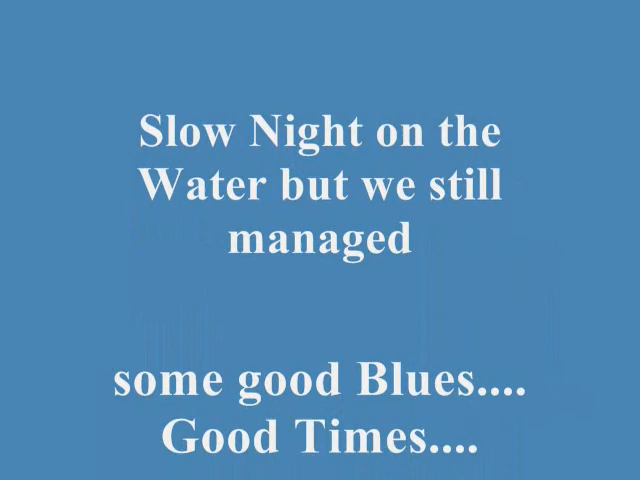 Slow Night on the
Water but we still
managed
some good Blues....
Good Times....